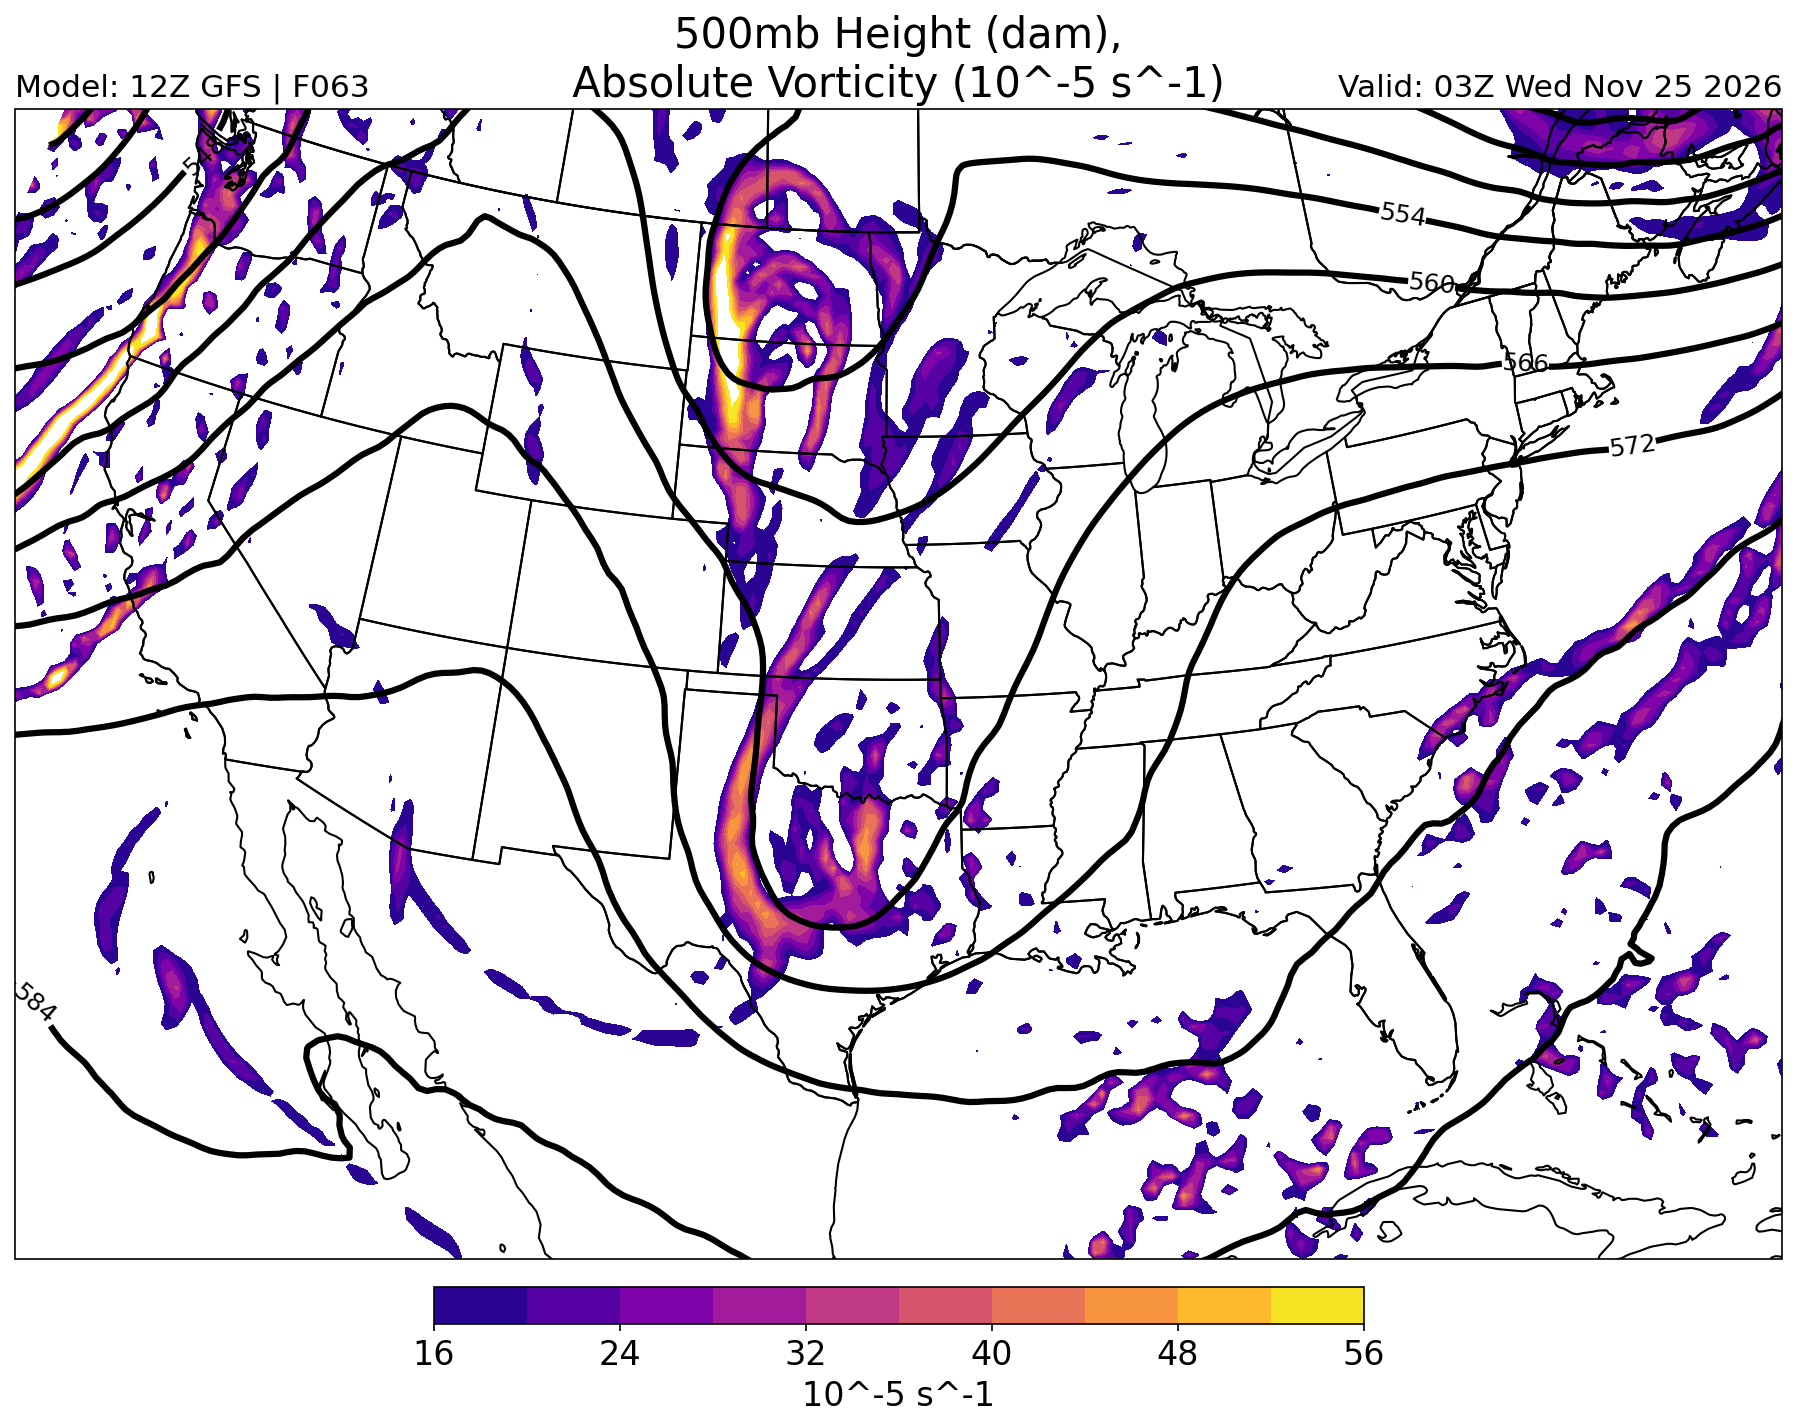 500mb Height (dam),
Model: 12Z GFS | F063
Absolute Vorticity (10^-5 s^-1)
Valid: 03Z Wed Nov 25 2026
548
554
560
566
572
584
16 24 32 40 48 56
10^-5 s^-1